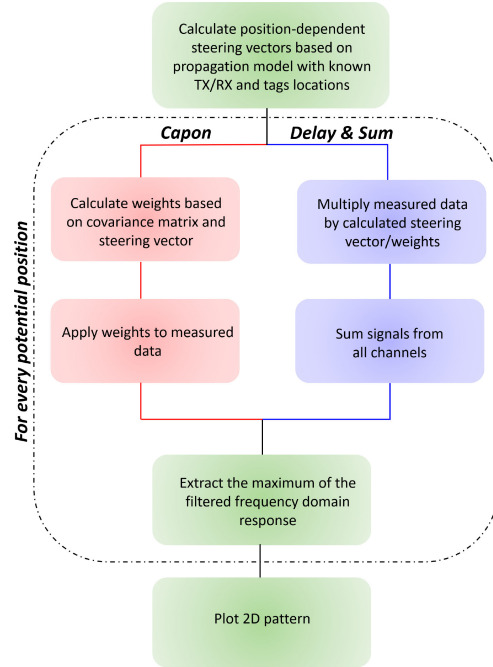 Calculate position-dependent
steering vectors based on
propagation model with known
TX/RX and tags locations
Capon
Delay & Sum
For every potential position
Calculate weights based
on covariance matrix and
steering vector
Multiply measured data
by calculated steering
vector/weights
Apply weights to measured
data
Sum signals from
all channels
Extract the maximum of the
filtered frequency domain
response
Plot 2D pattern